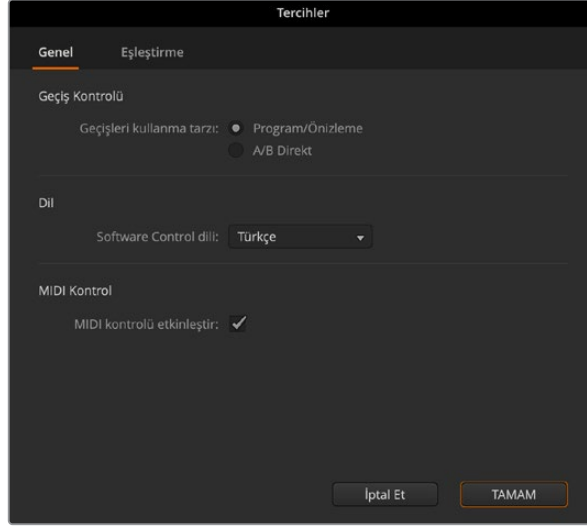 Tercihler
Genel Eşleştirme
Geçiş Kontrolü
Geçişleri kullanma tarzı: Program/Önizleme
A/B Direkt
Dil
Software Control dili: Türkçe
MIDI Kontrol
MIDI kontrolü etkinleştir:
İptal Et TAMAM